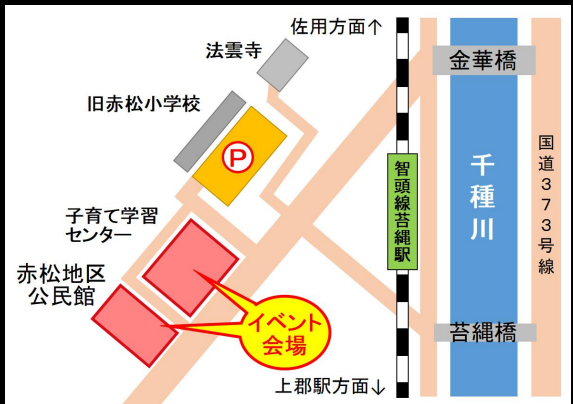 佐用方面↑
法雲寺
金華橋
旧赤松小学校
P
国道373号線
智頭線苔縄駅
千種川
子育て学習
センター
赤松地区
公民館
イベント
会場
苔縄橋
上郡駅方面↓